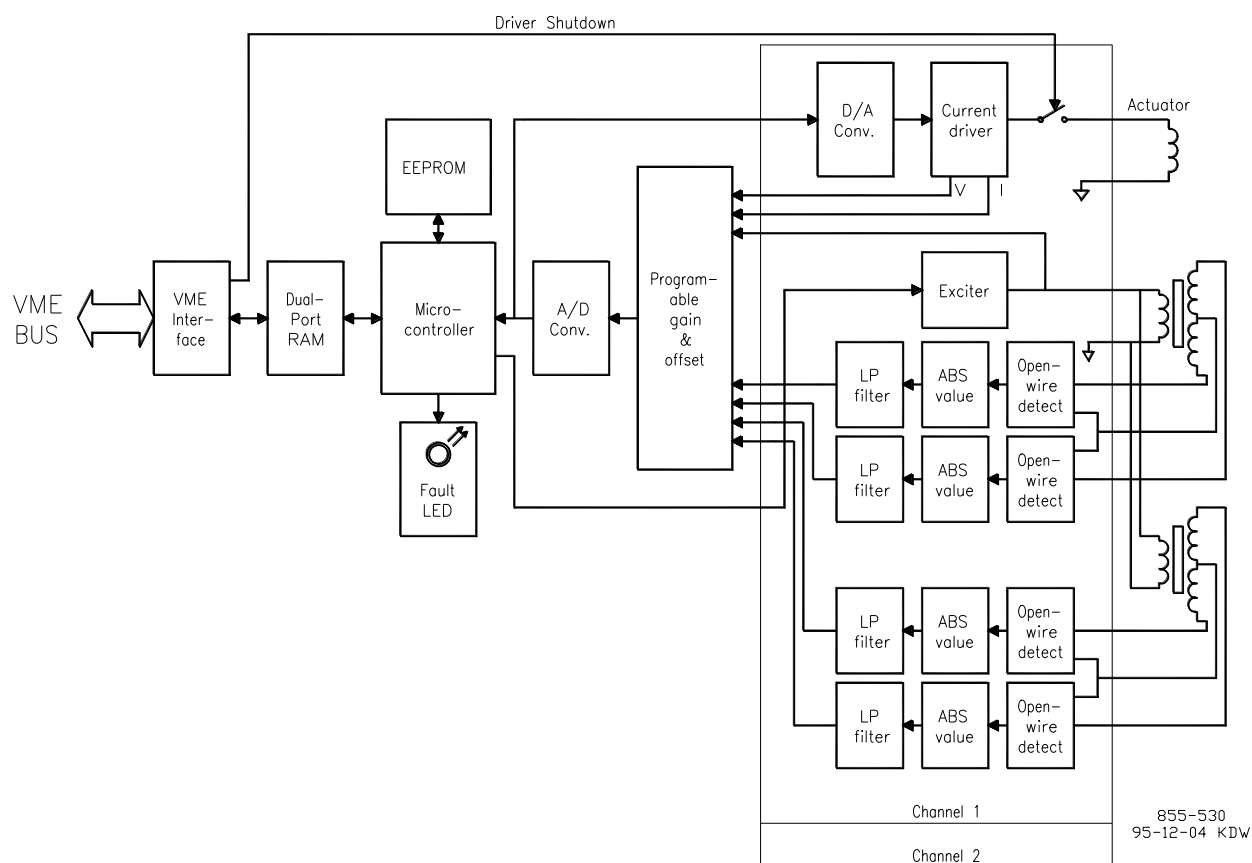 Driver Shutdown
D/A
Conv.
Current
driver
Actuator
V
I
EEPROM
VME
BUS
VME
Inter-
face
Dual-
Port
RAM
Micro-
controller
A/D
Conv.
Program-
able
gain
&
offset
Exciter
LP
filter
ABS
value
Open-
wire
detect
LP
filter
ABS
value
Open-
wire
detect
Fault
LED
LP
filter
ABS
value
Open-
wire
detect
LP
filter
ABS
value
Open-
wire
detect
Channel 1
Channel 2
855-530
95-12-04 KDW